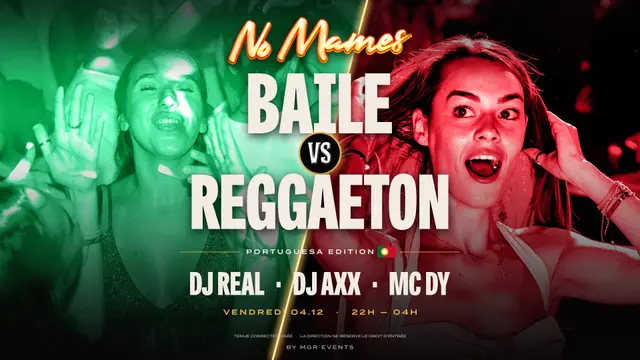 No Mames
BAILE
VS
REGGAETON
PORTUGUESA EDITION
DJ REAL · DJ AXX · MC DY
VENDREDI 04.12 · 22H — 04H
TENUE CORRECTE EXIGÉE · LA DIRECTION SE RÉSERVE LE DROIT D'ENTRÉE
BY MGR EVENTS